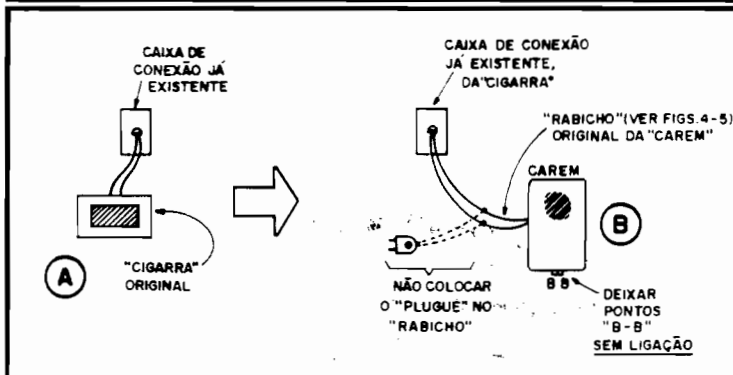 CAIXA DE
CONEXÃO JÁ
EXISTENTE
"CIGARRA"
ORIGINAL
A
CAIXA DE CONEXÃO
JÁ EXISTENTE,
DA "CIGARRA"
"RABICHO" (VER FIGS. 4-5)
ORIGINAL DA "CAREM"
CAREM
B
B B
NÃO COLOCAR
O "PLUGUE" NO
"RABICHO"
DEIXAR
PONTOS
"B-B"
SEM LIGAÇÃO